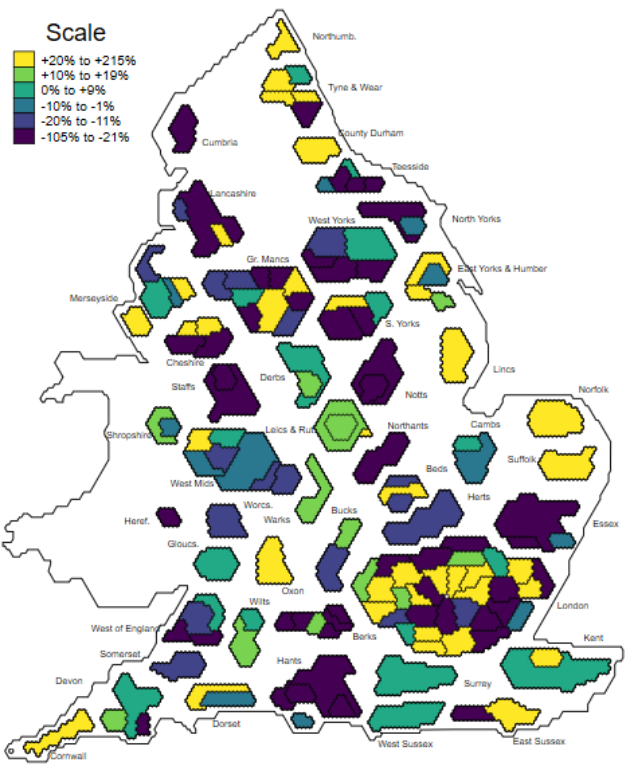 Scale
+20% to +215%
+10% to +19%
0% to +9%
-10% to -1%
-20% to -11%
-105% to -21%
Northumb.
Tyne & Wear
County Durham
Cumbria
Teesside
Lancashire
North Yorks
West Yorks
Gr. Mancs
East Yorks & Humber
Merseyside
S. Yorks
Cheshire
Lincs
Derbs
Staffs
Notts
Norfolk
Shropshire
Leics & Rut
Northants
Cambs
Suffolk
Beds
West Mids
Herts
Worcs.
Bucks
Heref.
Warks
Essex
Gloucs.
Oxon
Wilts
London
West of England
Berks
Kent
Somerset
Hants
Devon
Surrey
Dorset
West Sussex
East Sussex
Cornwall